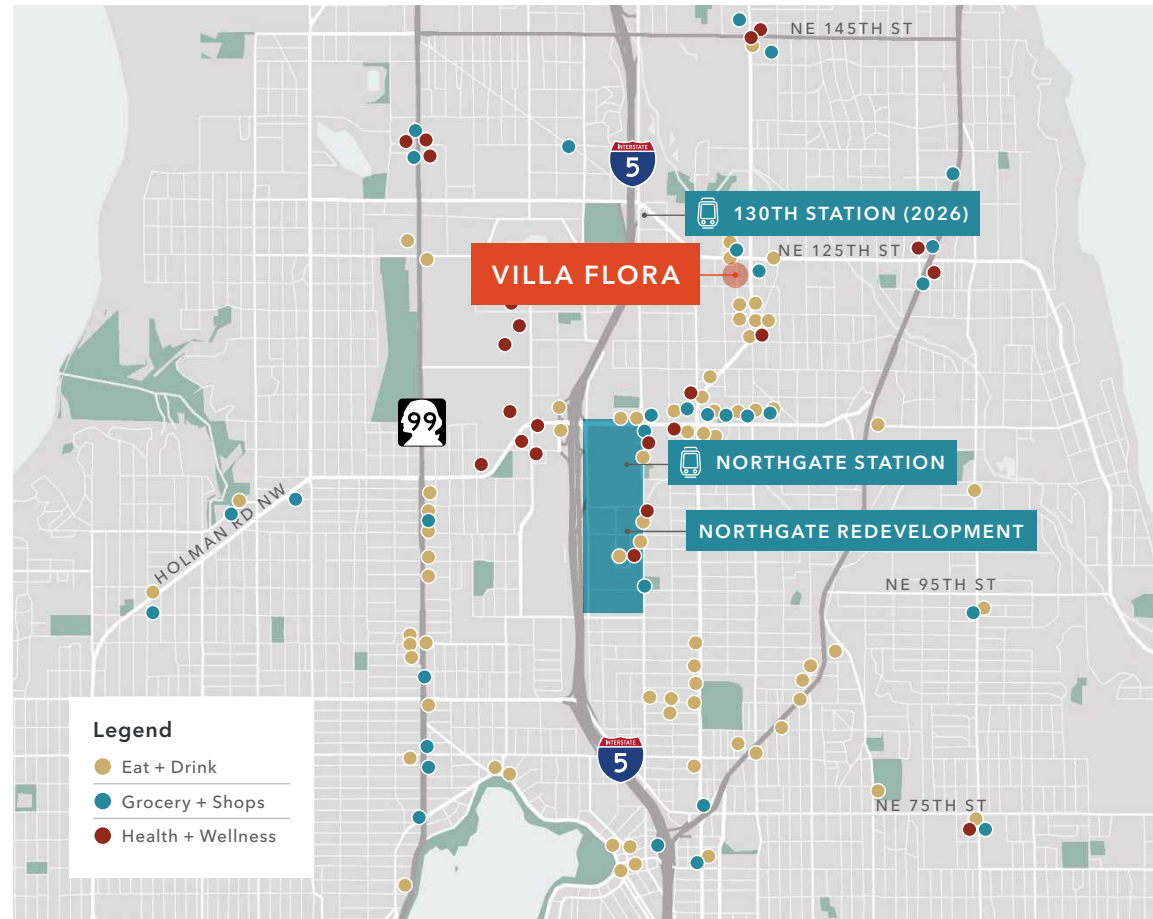 NE 145TH ST
INTERSTATE
5
130TH STATION (2026)
NE 125TH ST
VILLA FLORA
99
NORTHGATE STATION
HOLMAN RD NW
NORTHGATE REDEVELOPMENT
NE 95TH ST
Legend
Eat + Drink
Grocery + Shops
Health + Wellness
INTERSTATE
5
NE 75TH ST